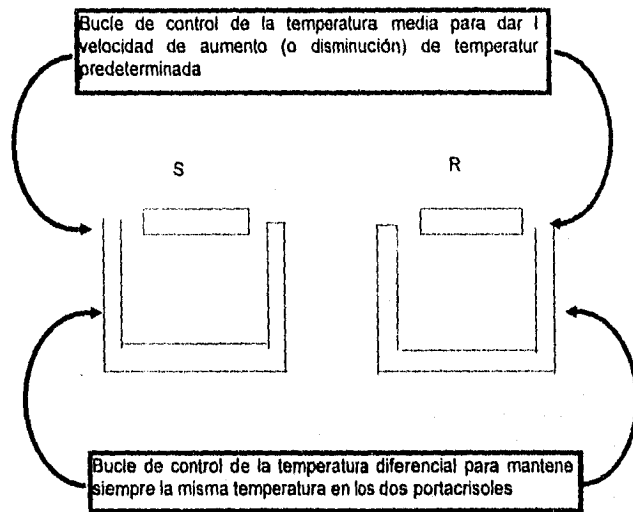 Bucle de control de la temperatura media para dar l
velocidad de aumento (o disminución) de temperatur
predeterminada
S
R
Bucle de control de la temperatura diferencial para mantene
siempre la misma temperatura en los dos portacrisoles